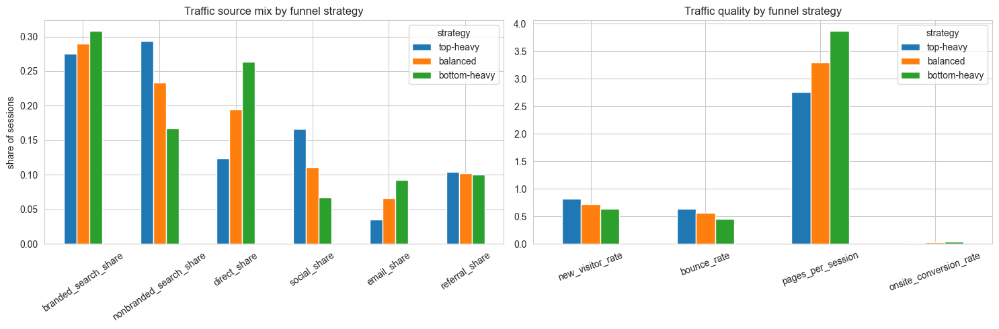 Traffic source mix by funnel strategy
share of sessions
0.30
0.25
0.20
0.15
0.10
0.05
0.00
strategy
top-heavy
balanced
bottom-heavy
branded_search_share
nonbranded_search_share
direct_share
social_share
email_share
referral_share
Traffic quality by funnel strategy
4.0
3.5
3.0
2.5
2.0
1.5
1.0
0.5
0.0
strategy
top-heavy
balanced
bottom-heavy
new_visitor_rate
bounce_rate
pages_per_session
onsite_conversion_rate